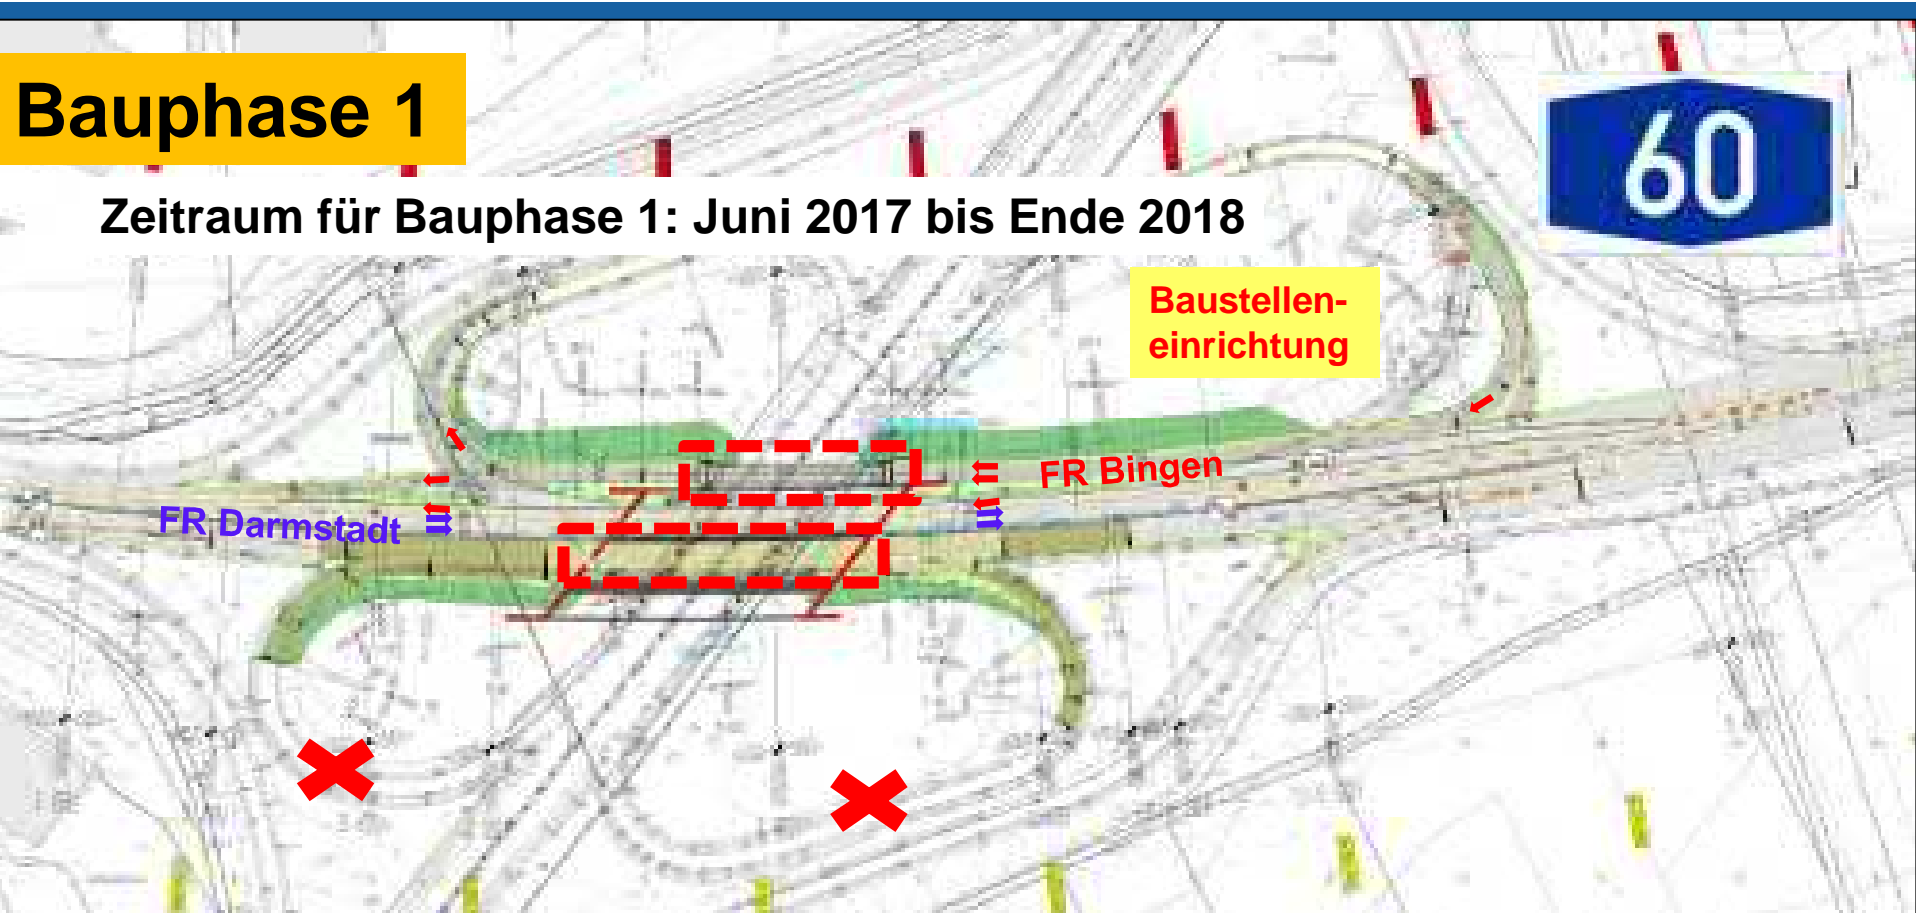 Bauphase 1
60
Zeitraum für Bauphase 1: Juni 2017 bis Ende 2018
Baustellen-
einrichtung
FR Bingen
FR Darmstadt